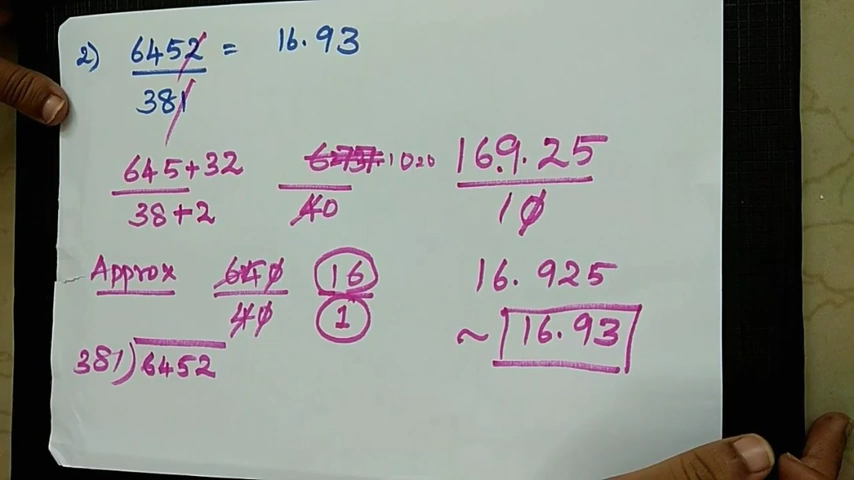 2) 6452 = 16.93
381
645+32 1020 169.25
38+2 40 10
Approx 640 16 16.925
40 1 ~ 16.93
381)6452